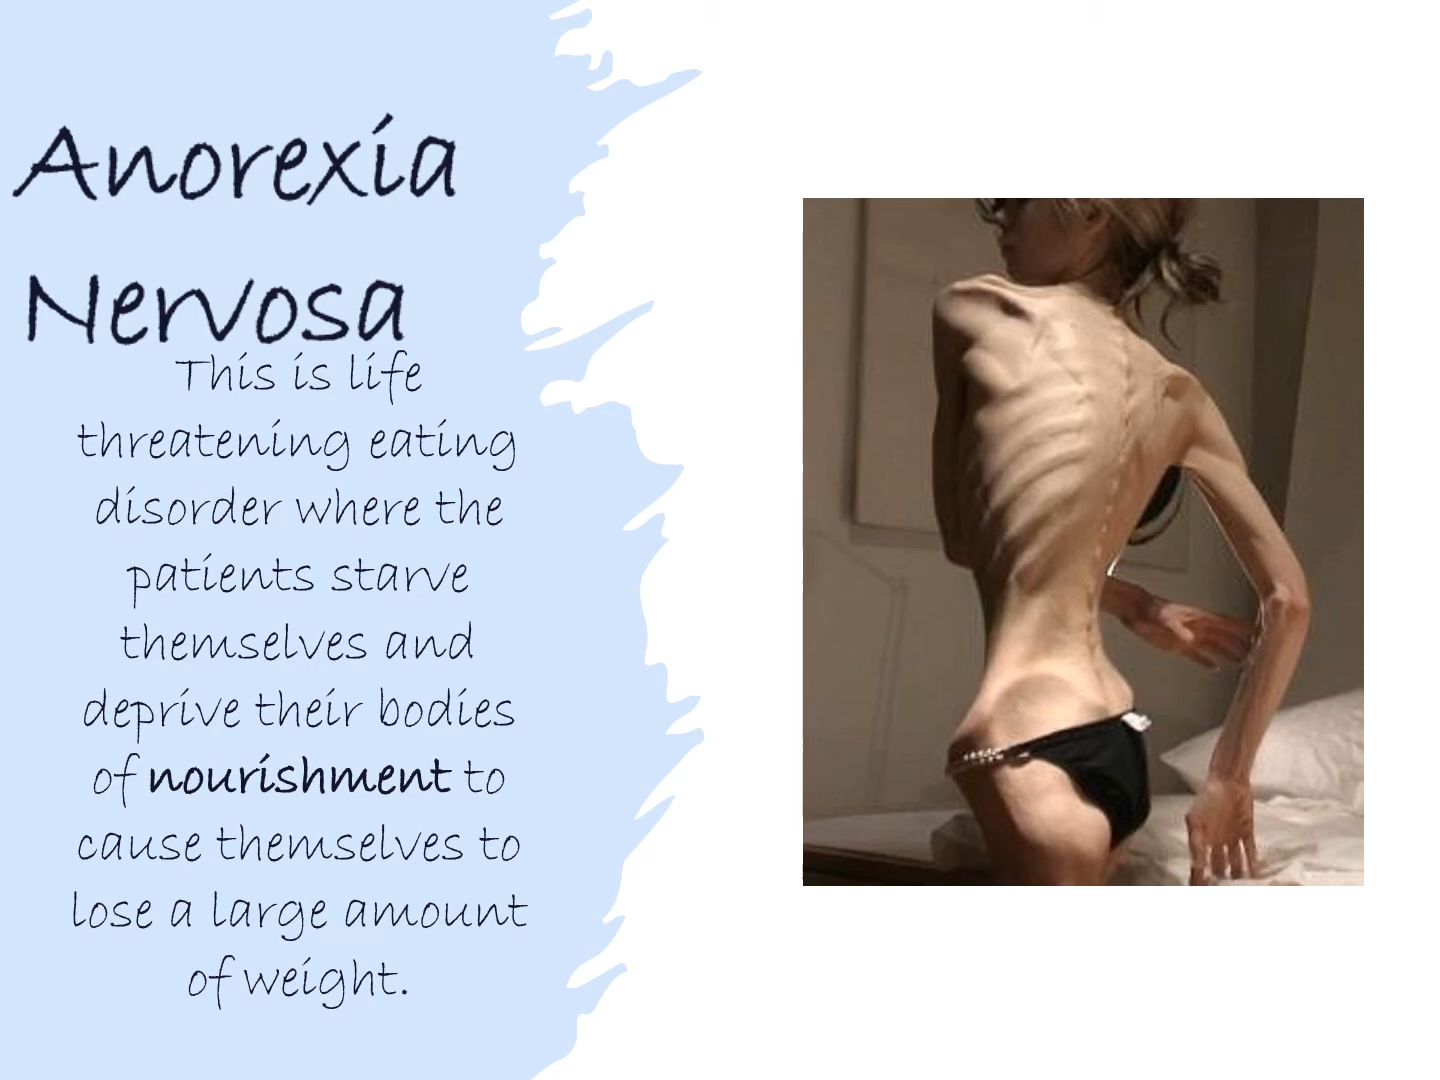 Anorexia
Nervosa
This is life
threatening eating
disorder where the
patients starve
themselves and
deprive their bodies
of nourishment to
cause themselves to
lose a large amount
of weight.